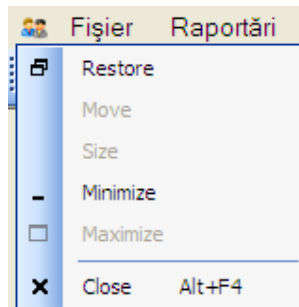 Fişier Raportări
Restore
Move
Size
Minimize
Maximize
Close Alt+F4